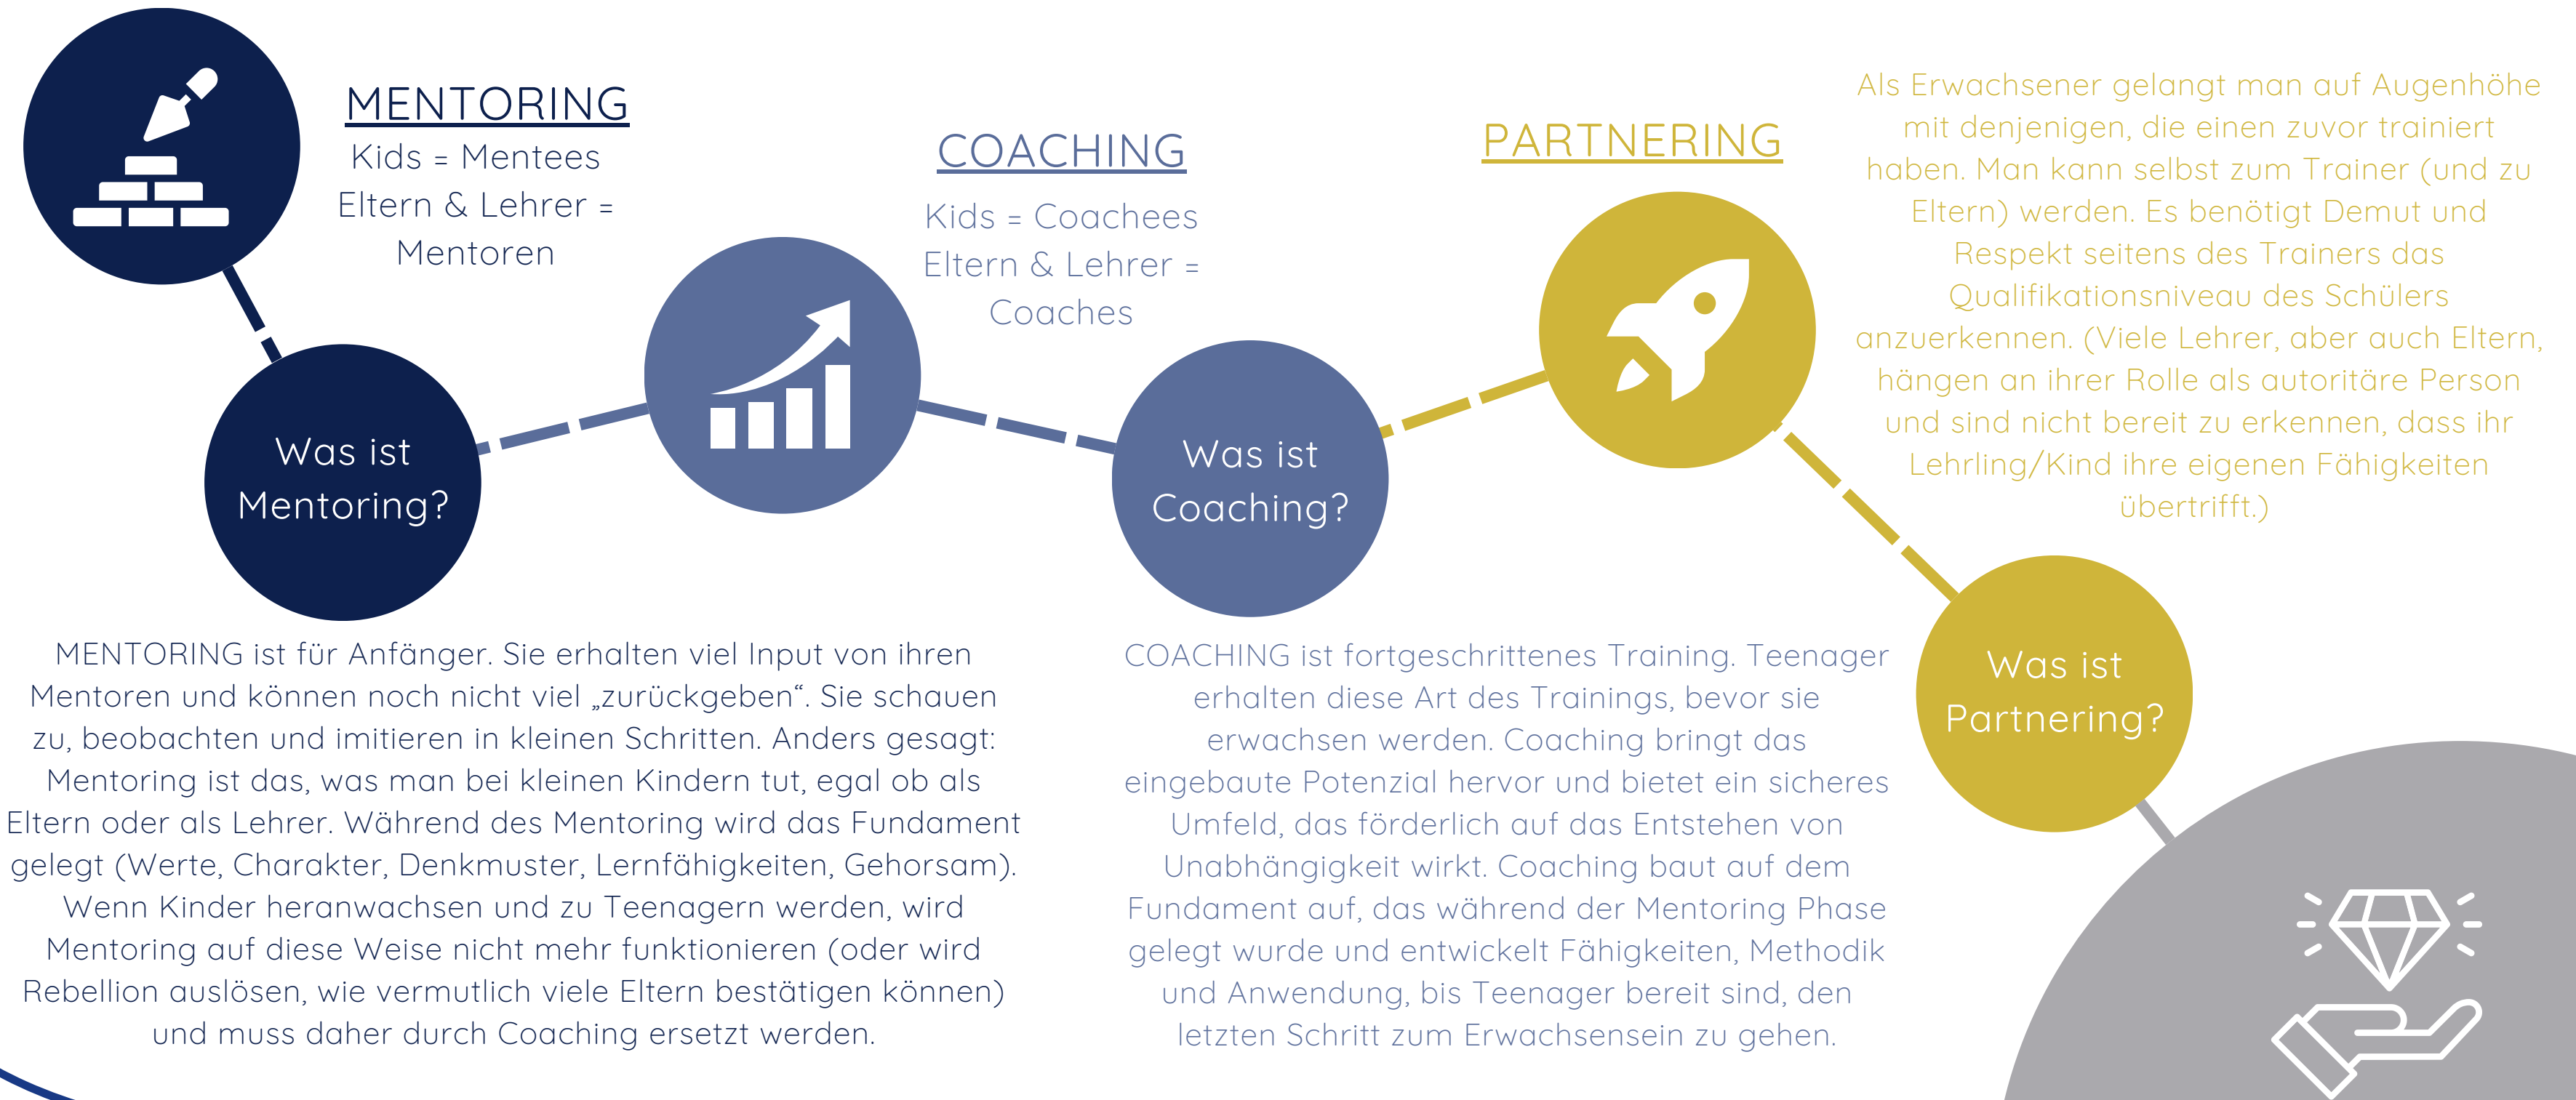 MENTORING
Kids = Mentees
Eltern & Lehrer =
Mentoren
Was ist
Mentoring?
MENTORING ist für Anfänger. Sie erhalten viel Input von ihren
Mentoren und können noch nicht viel „zurückgeben“. Sie schauen
zu, beobachten und imitieren in kleinen Schritten. Anders gesagt:
Mentoring ist das, was man bei kleinen Kindern tut, egal ob als
Eltern oder als Lehrer. Während des Mentoring wird das Fundament
gelegt (Werte, Charakter, Denkmuster, Lernfähigkeiten, Gehorsam).
Wenn Kinder heranwachsen und zu Teenagern werden, wird
Mentoring auf diese Weise nicht mehr funktionieren (oder wird
Rebellion auslösen, wie vermutlich viele Eltern bestätigen können)
und muss daher durch Coaching ersetzt werden.
COACHING
Kids = Coachees
Eltern & Lehrer =
Coaches
Was ist
Coaching?
COACHING ist fortgeschrittenes Training. Teenager
erhalten diese Art des Trainings, bevor sie
erwachsen werden. Coaching bringt das
eingebaute Potenzial hervor und bietet ein sicheres
Umfeld, das förderlich auf das Entstehen von
Unabhängigkeit wirkt. Coaching baut auf dem
Fundament auf, das während der Mentoring Phase
gelegt wurde und entwickelt Fähigkeiten, Methodik
und Anwendung, bis Teenager bereit sind, den
letzten Schritt zum Erwachsensein zu gehen.
PARTNERING
Als Erwachsener gelangt man auf Augenhöhe
mit denjenigen, die einen zuvor trainiert
haben. Man kann selbst zum Trainer (und zu
Eltern) werden. Es benötigt Demut und
Respekt seitens des Trainers das
Qualifikationsniveau des Schülers
anzuerkennen. (Viele Lehrer, aber auch Eltern,
hängen an ihrer Rolle als autoritäre Person
und sind nicht bereit zu erkennen, dass ihr
Lehrling/Kind ihre eigenen Fähigkeiten
übertrifft.)
Was ist
Partnering?